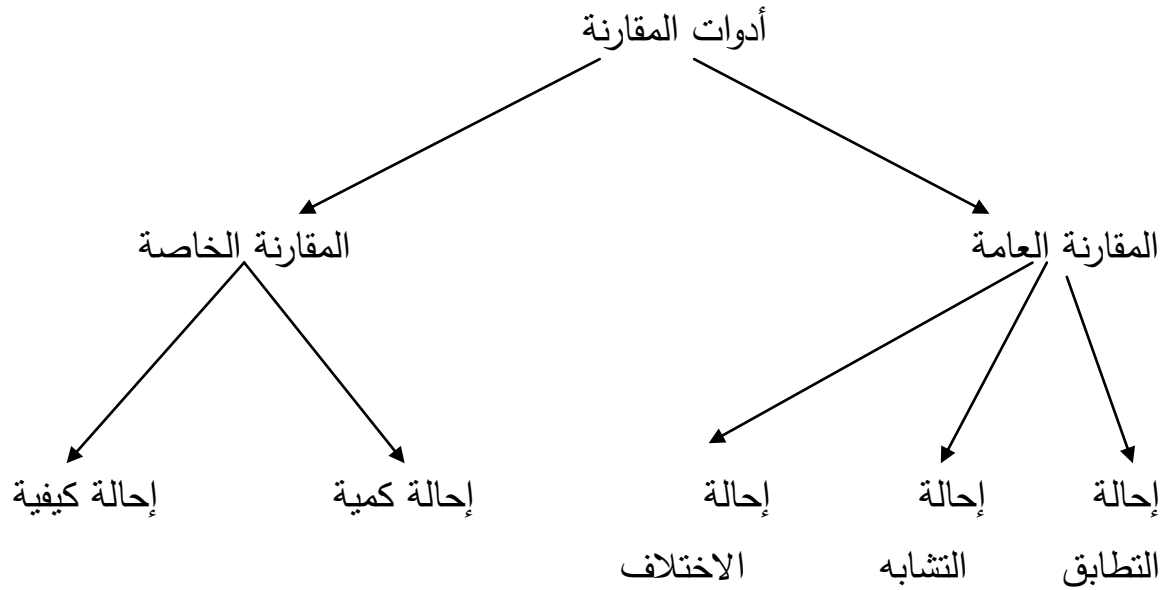 أدوات المقارنة
المقارنة العامة
المقارنة الخاصة
إحالة
إحالة
إحالة
إحالة كمية
إحالة كيفية
التطابق
التشابه
الاختلاف